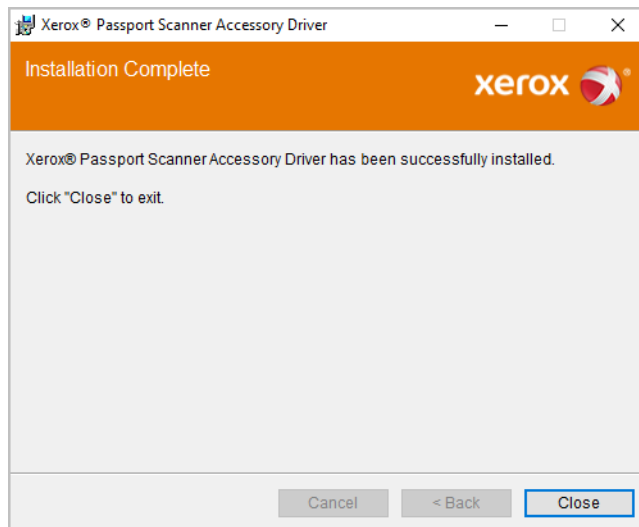 Xerox® Passport Scanner Accessory Driver
Installation Complete
xerox
Xerox® Passport Scanner Accessory Driver has been successfully installed.
Click "Close" to exit.
Cancel
< Back
Close